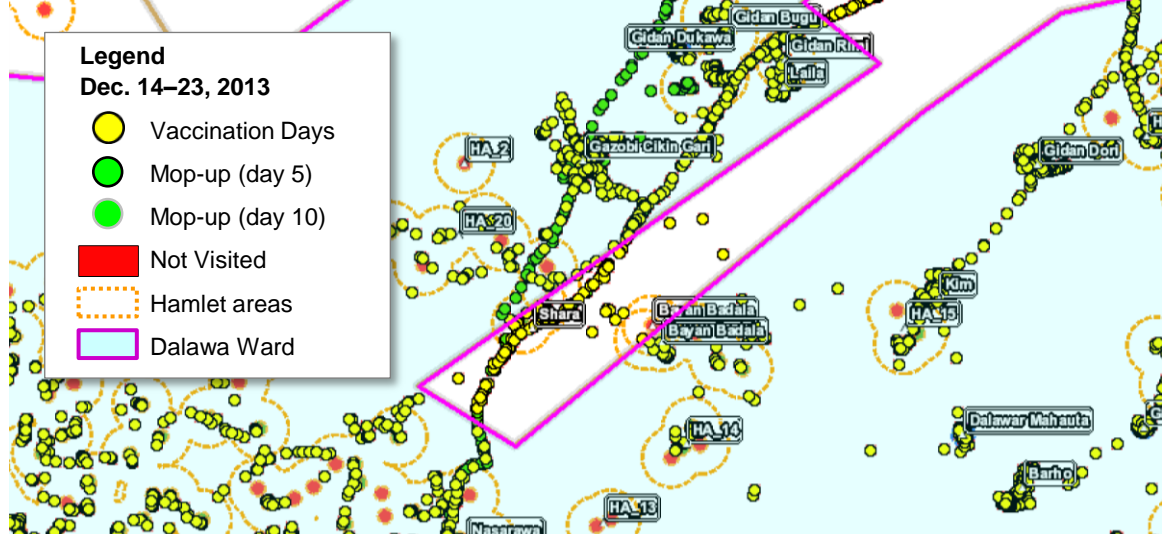 Legend
Dec. 14–23, 2013
Vaccination Days
Mop-up (day 5)
Mop-up (day 10)
Not Visited
Hamlet areas
Dalawa Ward
Gidan Bugu
Gidan Dukawa
Gidan Rimi
Laila
HA_2
Gazobi Cikin Gari
Gidan Dori
HA_20
Kim
Shara
Bayan Badala
HA_15
Bayan Badala
HA_14
Dalawar Mahauta
Barho
HA_13
Nasarawa